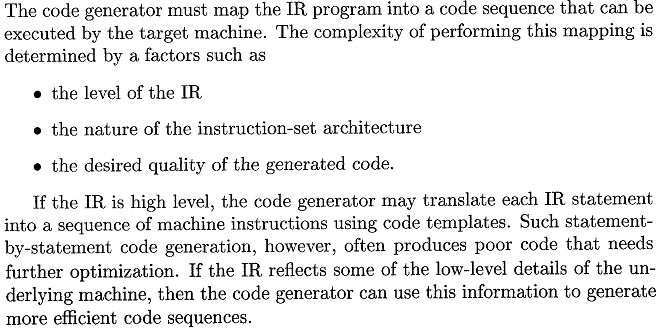 The code generator must map the IR program into a code sequence that can be
executed by the target machine. The complexity of performing this mapping is
determined by a factors such as
• the level of the IR
• the nature of the instruction-set architecture
• the desired quality of the generated code.
If the IR is high level, the code generator may translate each IR statement
into a sequence of machine instructions using code templates. Such statement-
by-statement code generation, however, often produces poor code that needs
further optimization. If the IR reflects some of the low-level details of the un-
derlying machine, then the code generator can use this information to generate
more efficient code sequences.